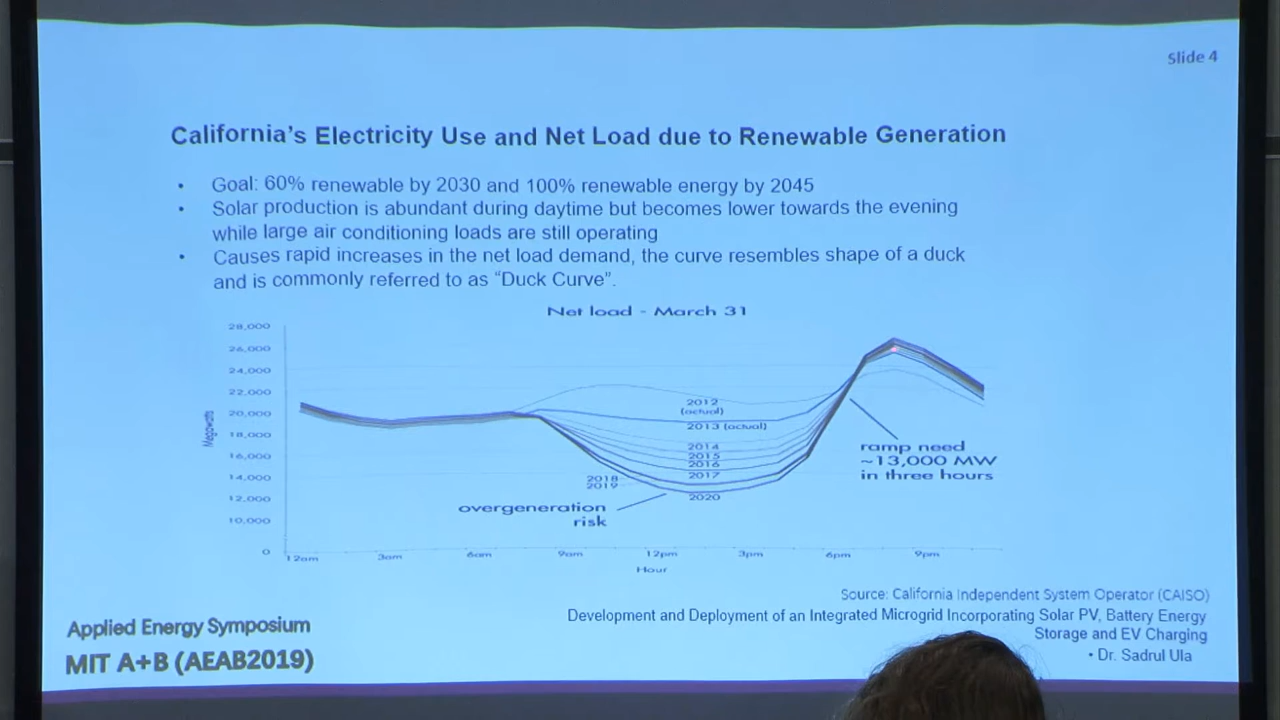 Slide 4
California's Electricity Use and Net Load due to Renewable Generation
• Goal: 60% renewable by 2030 and 100% renewable energy by 2045
• Solar production is abundant during daytime but becomes lower towards the evening
while large air conditioning loads are still operating
• Causes rapid increases in the net load demand, the curve resembles shape of a duck
and is commonly referred to as “Duck Curve”.
Net load - March 31
28,000
26,000
24,000
22,000
20,000
18,000
16,000
14,000
12,000
10,000
0
Megawatts
2012
(actual)
2013 (actual)
2014
2015
2016
2017
2018
2019
2020
overgeneration
risk
ramp need
~13,000 MW
in three hours
12am 3am 6am 9am 12pm 3pm 6pm 9pm
Hour
Source: California Independent System Operator (CAISO)
Development and Deployment of an Integrated Microgrid Incorporating Solar PV, Battery Energy
Storage and EV Charging
• Dr. Sadrul Ula
Applied Energy Symposium
MIT A+B (AEAB2019)